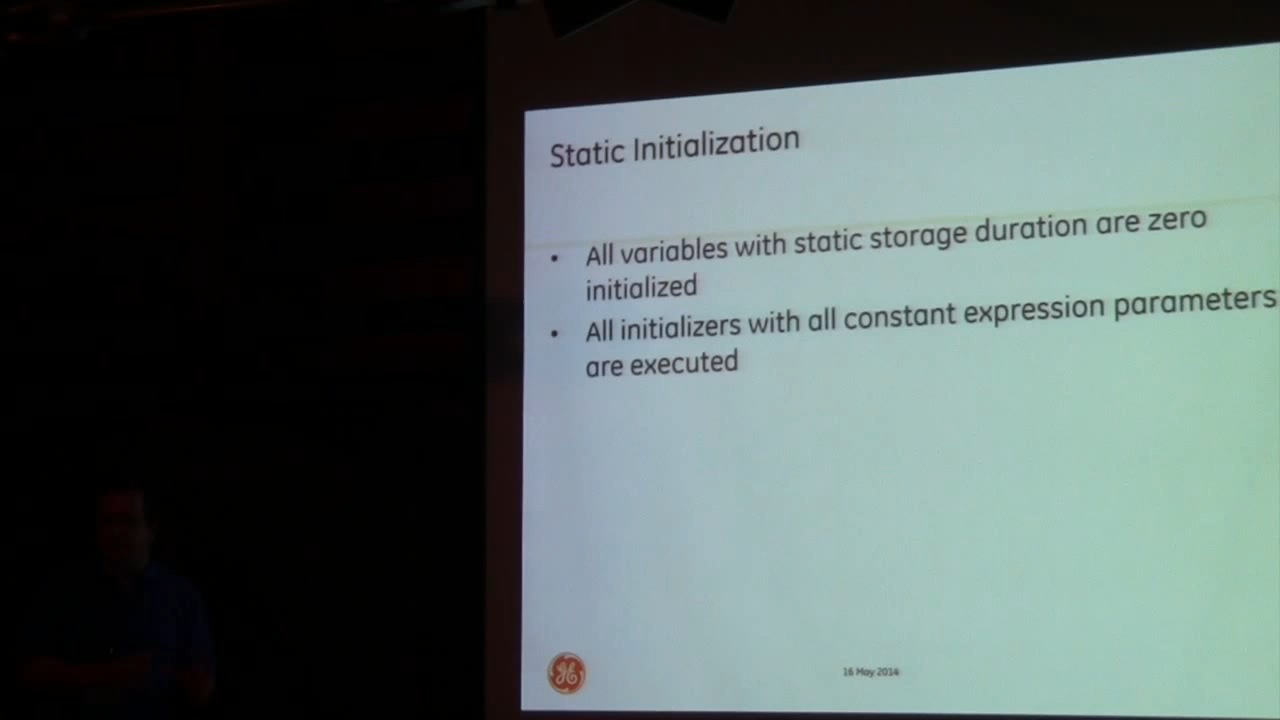 Static Initialization
• All variables with static storage duration are zero
initialized
• All initializers with all constant expression parameters
are executed
GE
16 May 2014